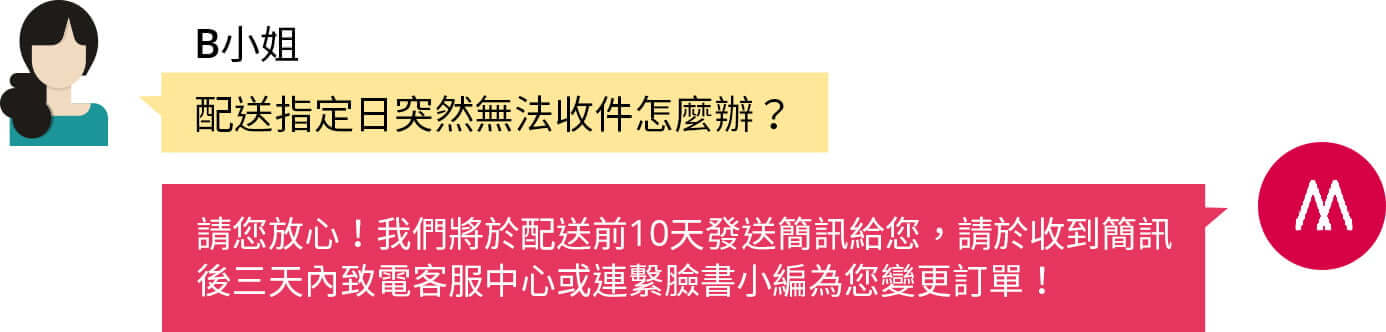 B小姐
配送指定日突然無法收件怎麼辦？
請您放心！我們將於配送前10天發送簡訊給您，請於收到簡訊
後三天內致電客服中心或連繫臉書小編為您變更訂單！